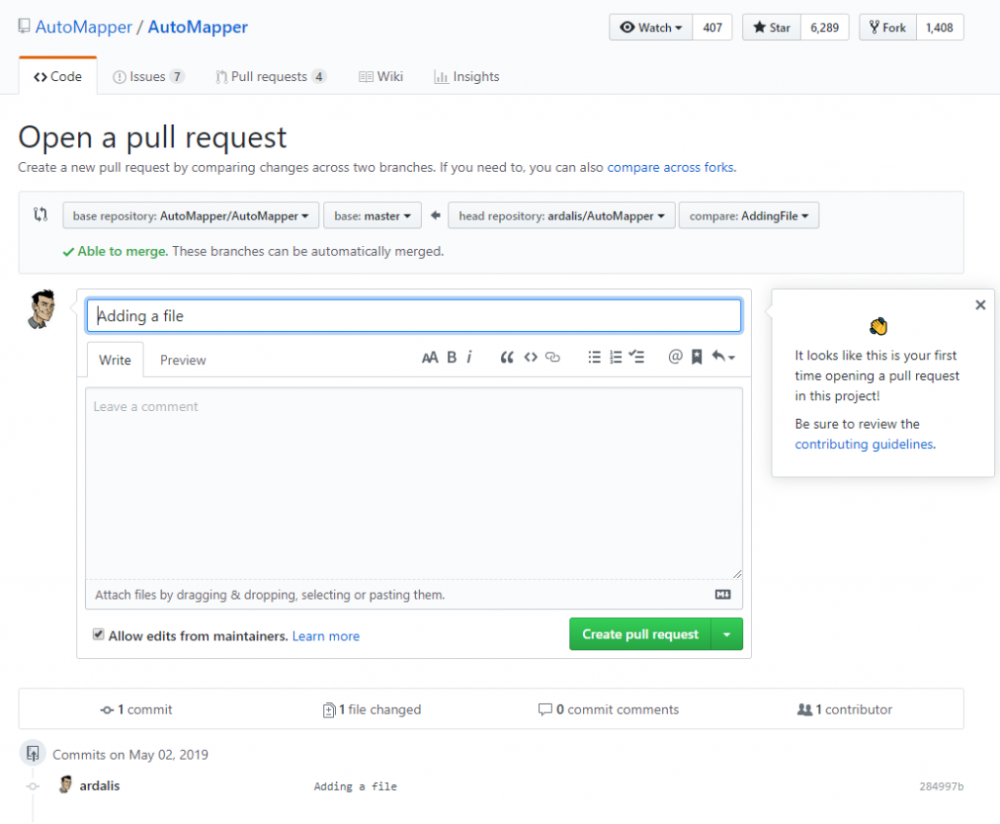 AutoMapper / AutoMapper Watch 407 Star 6,289 Fork 1,408
Code Issues 7 Pull requests 4 Wiki Insights
Open a pull request
Create a new pull request by comparing changes across two branches. If you need to, you can also compare across forks.
base repository: AutoMapper/AutoMapper base: master head repository: ardalis/AutoMapper compare: AddingFile
Able to merge. These branches can be automatically merged.
Adding a file
Write Preview AA B i @
Leave a comment
Attach files by dragging & dropping, selecting or pasting them.
Allow edits from maintainers. Learn more Create pull request
It looks like this is your first
time opening a pull request
in this project!
Be sure to review the
contributing guidelines.
1 commit 1 file changed 0 commit comments 1 contributor
Commits on May 02, 2019
ardalis Adding a file 284997b